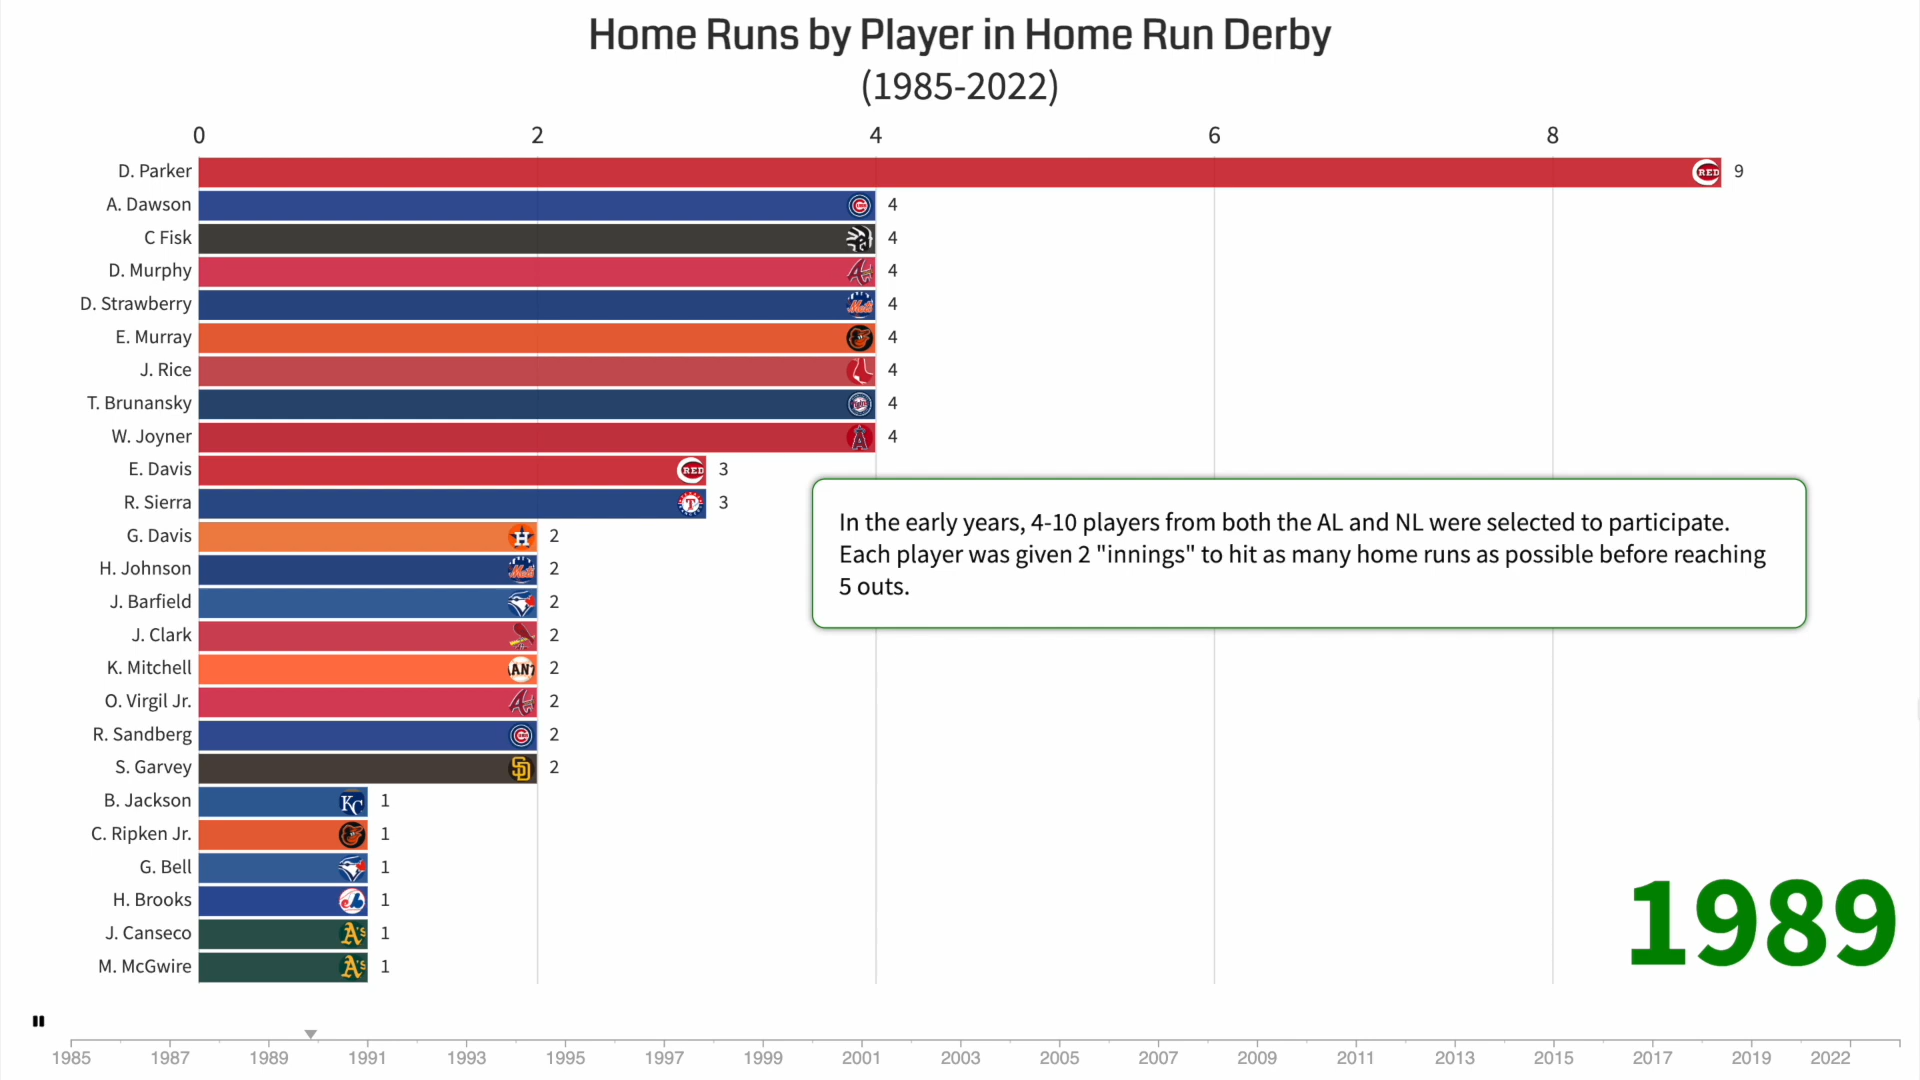 Home Runs by Player in Home Run Derby
(1985-2022)
0 2 4 6 8
D. Parker RED 9
A. Dawson 4
C Fisk 4
D. Murphy 4
D. Strawberry Mets 4
E. Murray 4
J. Rice 4
T. Brunansky 4
W. Joyner A 4
E. Davis RED 3
R. Sierra T 3
G. Davis H 2
H. Johnson Mets 2
J. Barfield 2
J. Clark 2
K. Mitchell 2
O. Virgil Jr. A 2
R. Sandberg 2
S. Garvey SD 2
B. Jackson KC 1
C. Ripken Jr. 1
G. Bell 1
H. Brooks 1
J. Canseco A's 1
M. McGwire A's 1
In the early years, 4-10 players from both the AL and NL were selected to participate.
Each player was given 2 "innings" to hit as many home runs as possible before reaching
5 outs.
1989
1985 1987 1989 1991 1993 1995 1997 1999 2001 2003 2005 2007 2009 2011 2013 2015 2017 2019 2022